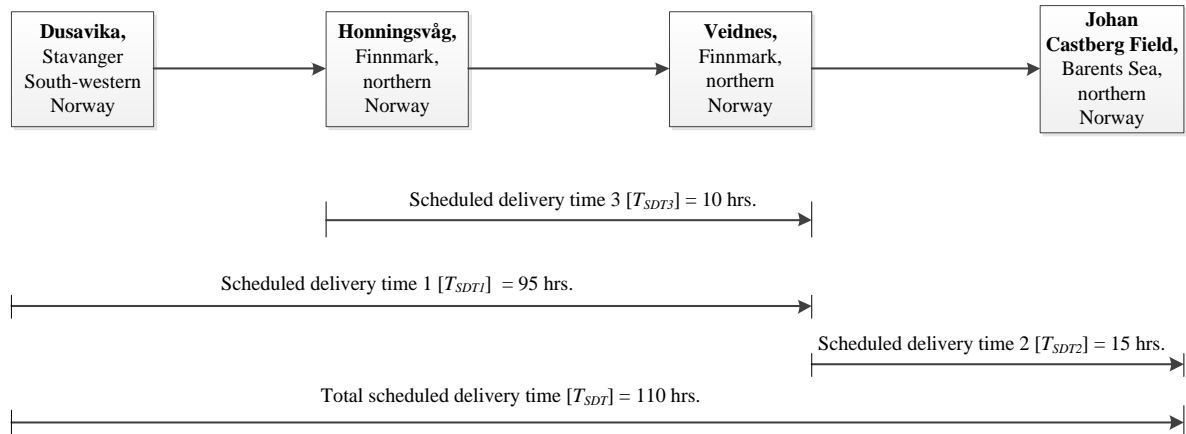 Dusavika,
Stavanger
South-western
Norway
Honningsvåg,
Finnmark,
northern
Norway
Veidnes,
Finnmark,
northern
Norway
Johan
Castberg Field,
Barents Sea,
northern
Norway
Scheduled delivery time 3 [TSDT3] = 10 hrs.
Scheduled delivery time 1 [TSDT1] = 95 hrs.
Scheduled delivery time 2 [TSDT2] = 15 hrs.
Total scheduled delivery time [TSDT] = 110 hrs.